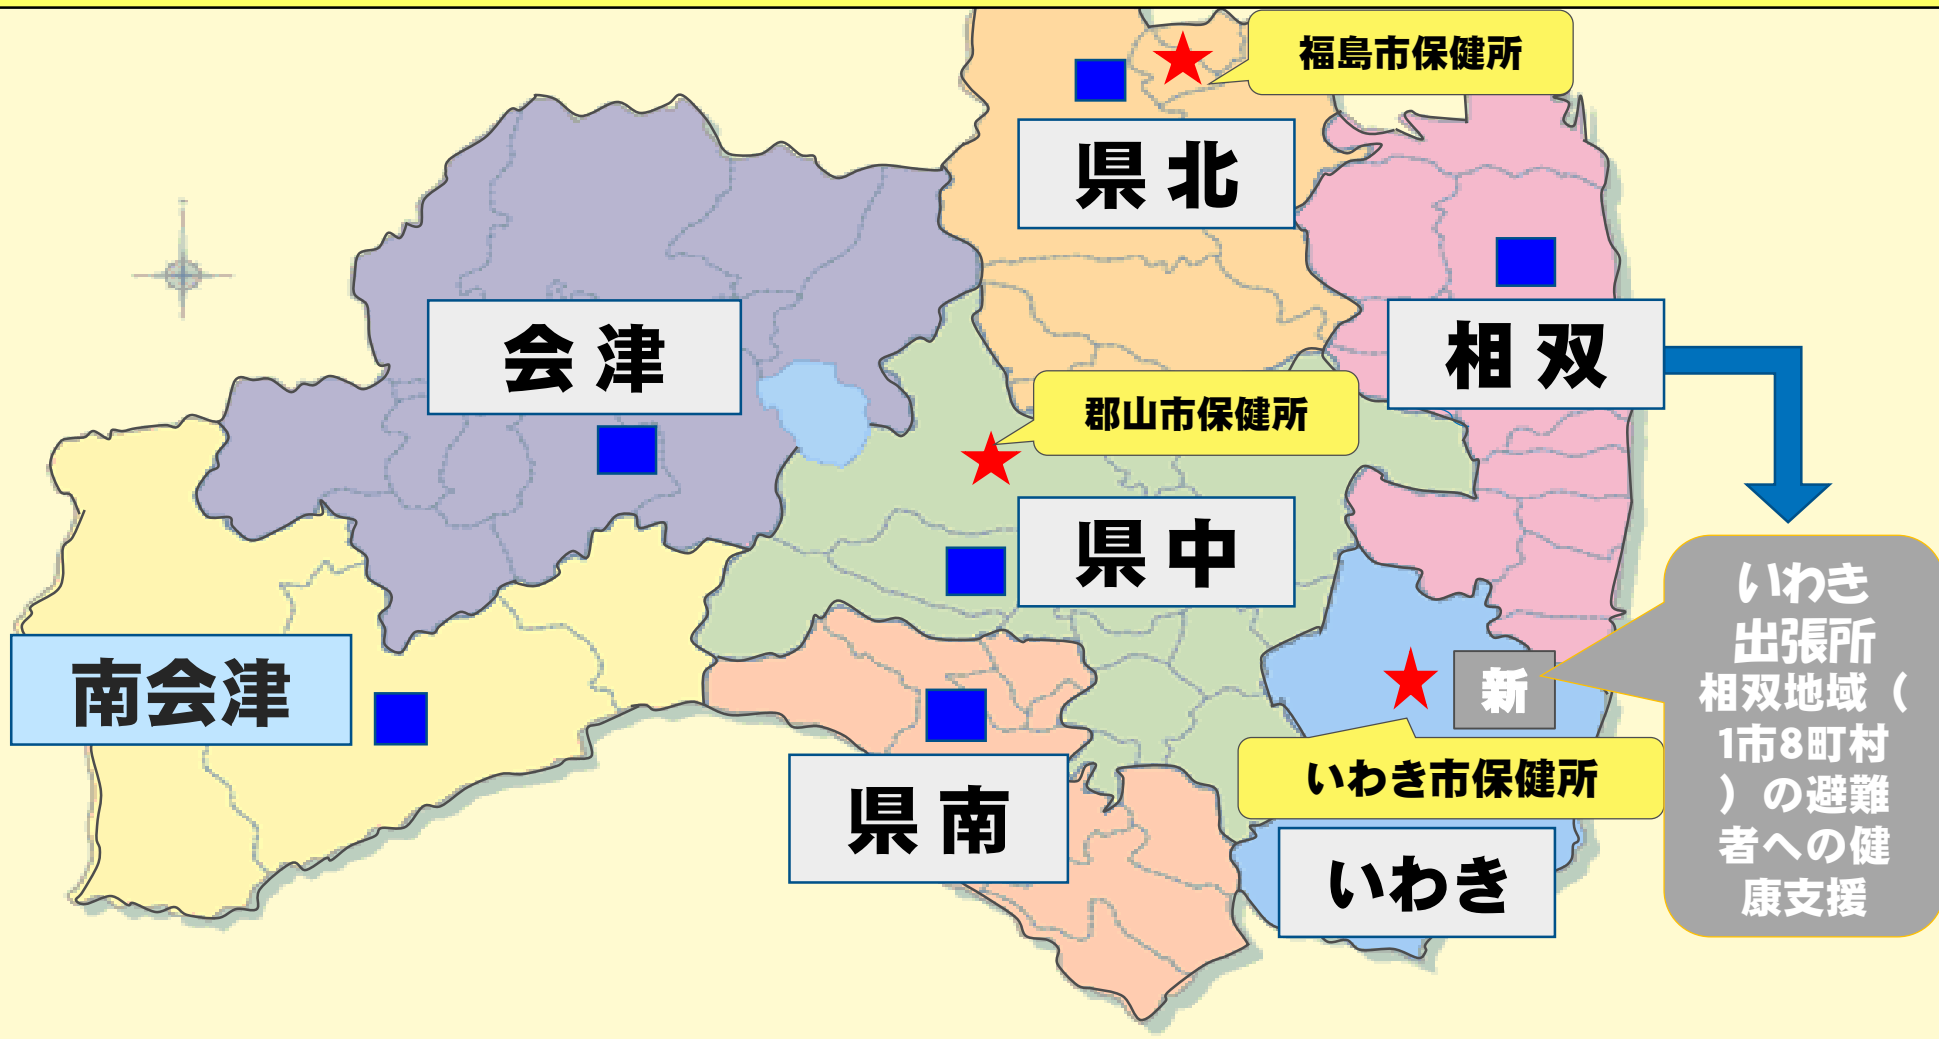 福島市保健所
県北
会津
相双
郡山市保健所
県中
いわき
出張所
相双地域（
1市8町村
）の避難
者への健
康支援
南会津
新
いわき市保健所
県南
いわき